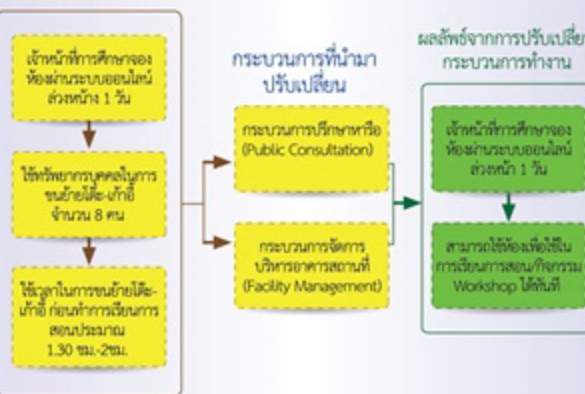 เจ้าหน้าที่การศึกษาจอง
ห้องผ่านระบบออนไลน์
ล่วงหน้าง 1 วัน
ใช้ทรัพยากรบุคคลในการ
ขนย้ายโต๊ะ-เก้าอี้
จำนวน 8 คน
ใช้เวลาในการขนย้ายโต๊ะ-
เก้าอี้ ก่อนทำการเรียนการ
สอนประมาณ
1.30 ชม.-2ชม.
กระบวนการที่นำมา
ปรับเปลี่ยน
กระบวนการปรึกษาหารือ
(Public Consultation)
กระบวนการจัดการ
บริหารอาคารสถานที่
(Facility Management)
ผลลัพธ์จากการปรับเปลี่ย
กระบวนการทำงาน
เจ้าหน้าที่การศึกษาจอง
ห้องผ่านระบบออนไลน์
ล่วงหน้า 1 วัน
สามารถใช้ห้องเพื่อใช้ใน
การเรียนการสอน/กิจกรรม
Workshop ได้ทันที